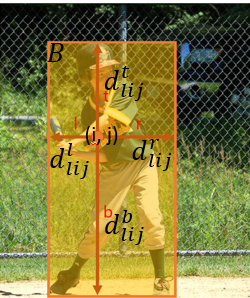 B
d^t_{lij}
t
l r
(i, j)
d^l_{lij} d^r_{lij}
b
d^b_{lij}